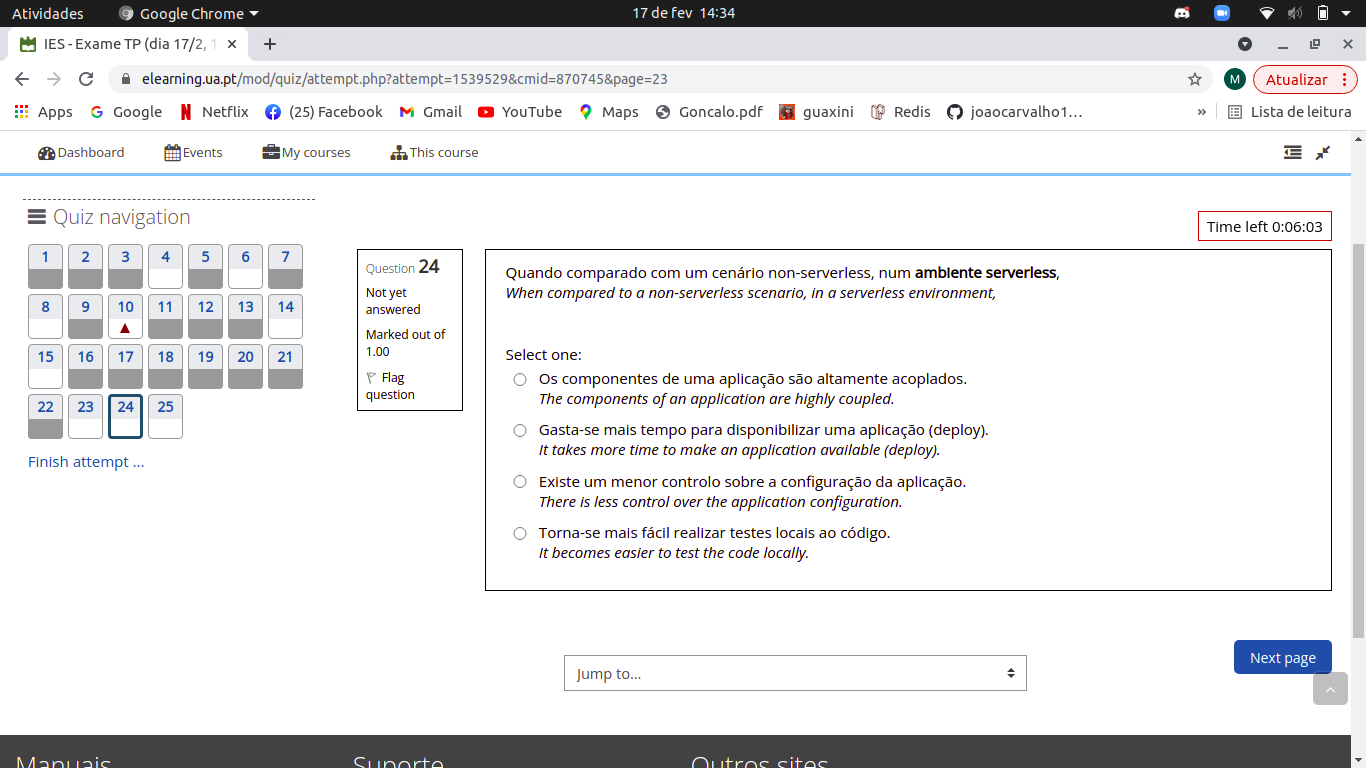 Atividades
Google Chrome
17 de fev 14:34
IES - Exame TP (dia 17/2, 1
elearning.ua.pt/mod/quiz/attempt.php?attempt=1539529&cmid=870745&page=23
M
Atualizar
Apps
Google
Netflix
(25) Facebook
Gmail
YouTube
Maps
Goncalo.pdf
guaxini
Redis
joaocarvalho1...
»
Lista de leitura
Dashboard
Events
My courses
This course
Quiz navigation
1 2 3 4 5 6 7
8 9 10 11 12 13 14
15 16 17 18 19 20 21
22 23 24 25
Finish attempt ...
Time left 0:06:03
Question 24
Not yet
answered
Marked out of
1.00
Flag
question
Quando comparado com um cenário non-serverless, num ambiente serverless,
When compared to a non-serverless scenario, in a serverless environment,
Select one:
Os componentes de uma aplicação são altamente acoplados.
The components of an application are highly coupled.
Gasta-se mais tempo para disponibilizar uma aplicação (deploy).
It takes more time to make an application available (deploy).
Existe um menor controlo sobre a configuração da aplicação.
There is less control over the application configuration.
Torna-se mais fácil realizar testes locais ao código.
It becomes easier to test the code locally.
Next page
Jump to...
Manuais
Suporte
Outros sites